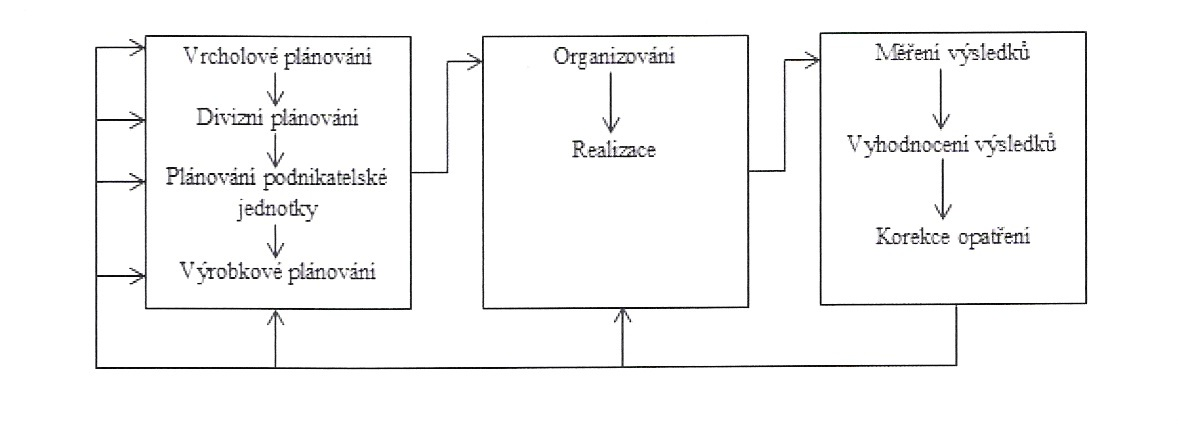 Vrcholové plánování
Divizní plánování
Plánování podnikatelské
jednotky
Výrobkové plánování
Organizování
Realizace
Měření výsledků
Vyhodnocení výsledků
Korekce opatření